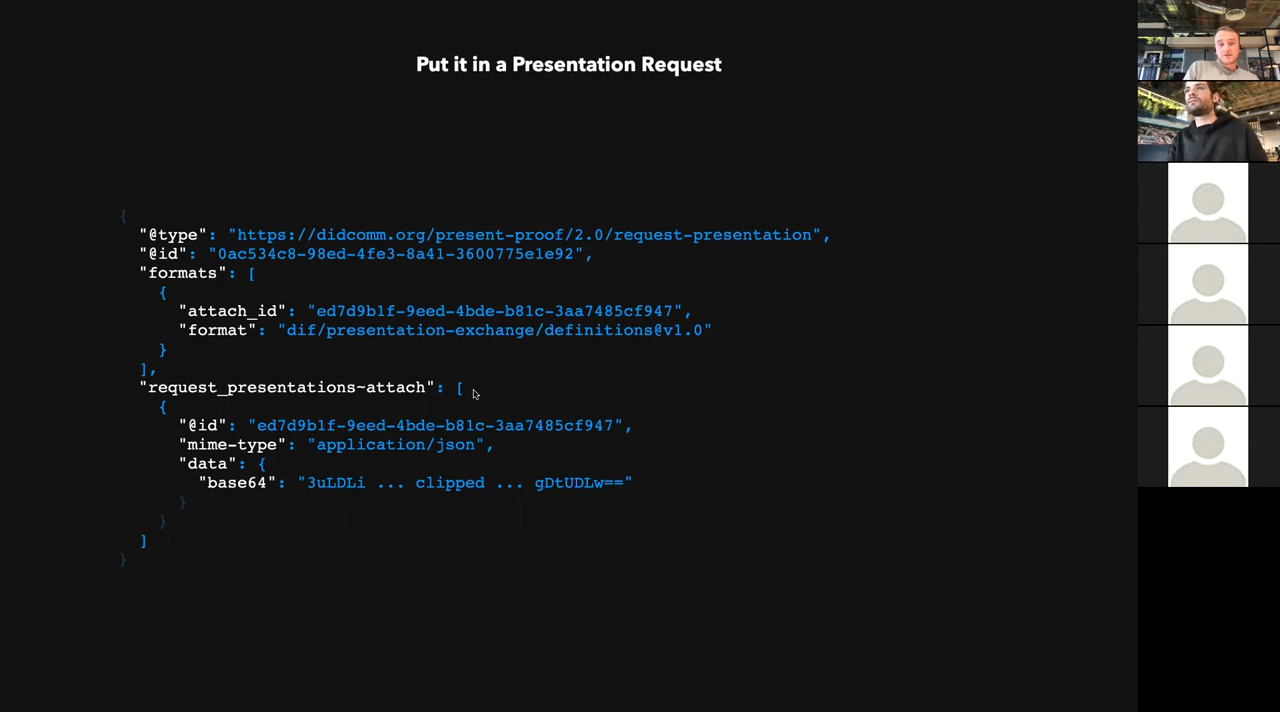 Put it in a Presentation Request
{
"@type": "https://didcomm.org/present-proof/2.0/request-presentation",
"@id": "0ac534c8-98ed-4fe3-8a41-3600775e1e92",
"formats": [
{
"attach_id": "ed7d9b1f-9eed-4bde-b81c-3aa7485cf947",
"format": "dif/presentation-exchange/definitions@v1.0"
}
],
"request_presentations~attach": [
{
"@id": "ed7d9b1f-9eed-4bde-b81c-3aa7485cf947",
"mime-type": "application/json",
"data": {
"base64": "3uLDLi ... clipped ... gDtUDLw=="
}
}
]
}